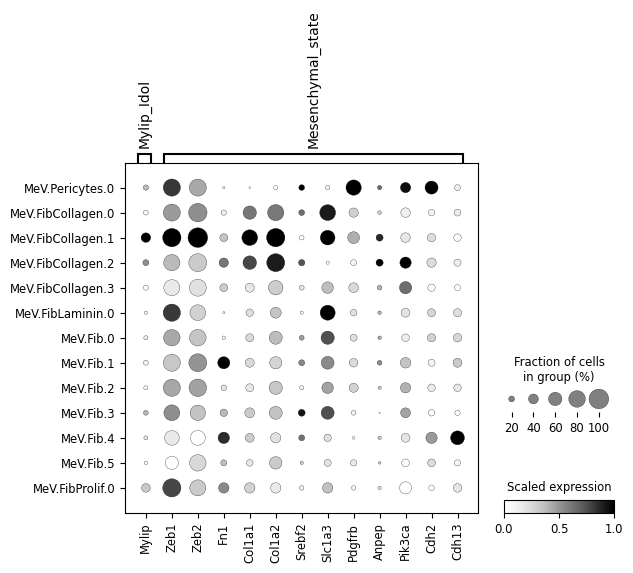 Mylip_Idol
Mesenchymal_state
MeV.Pericytes.0
MeV.FibCollagen.0
MeV.FibCollagen.1
MeV.FibCollagen.2
MeV.FibCollagen.3
MeV.FibLaminin.0
MeV.Fib.0
MeV.Fib.1
MeV.Fib.2
MeV.Fib.3
MeV.Fib.4
MeV.Fib.5
MeV.FibProlif.0
Mylip
Zeb1
Zeb2
Fn1
Col1a1
Col1a2
Srebf2
Slc1a3
Pdgfrb
Anpep
Pik3ca
Cdh2
Cdh13
Fraction of cells
in group (%)
20 40 60 80 100
Scaled expression
0.0 0.5 1.0